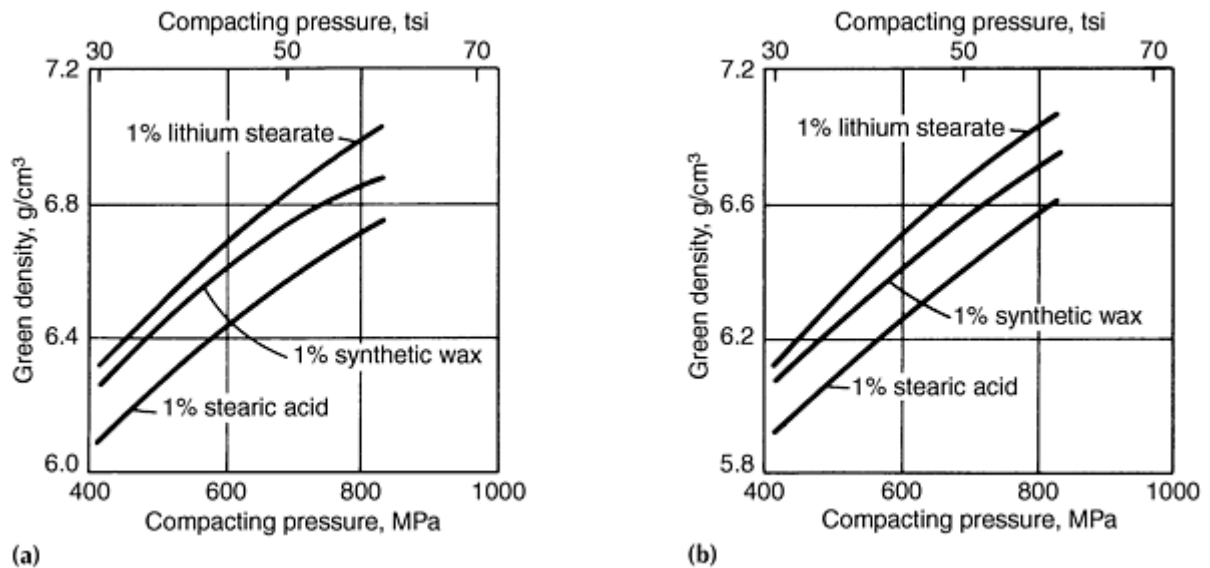 Compacting pressure, tsi
30 50 70
7.2
1% lithium stearate
6.8
Green density, g/cm³
6.4
1% synthetic wax
1% stearic acid
6.0
400 600 800 1000
Compacting pressure, MPa
(a)
Compacting pressure, tsi
30 50 70
7.2
1% lithium stearate
6.6
Green density, g/cm³
1% synthetic wax
6.2
1% stearic acid
5.8
400 600 800 1000
Compacting pressure, MPa
(b)